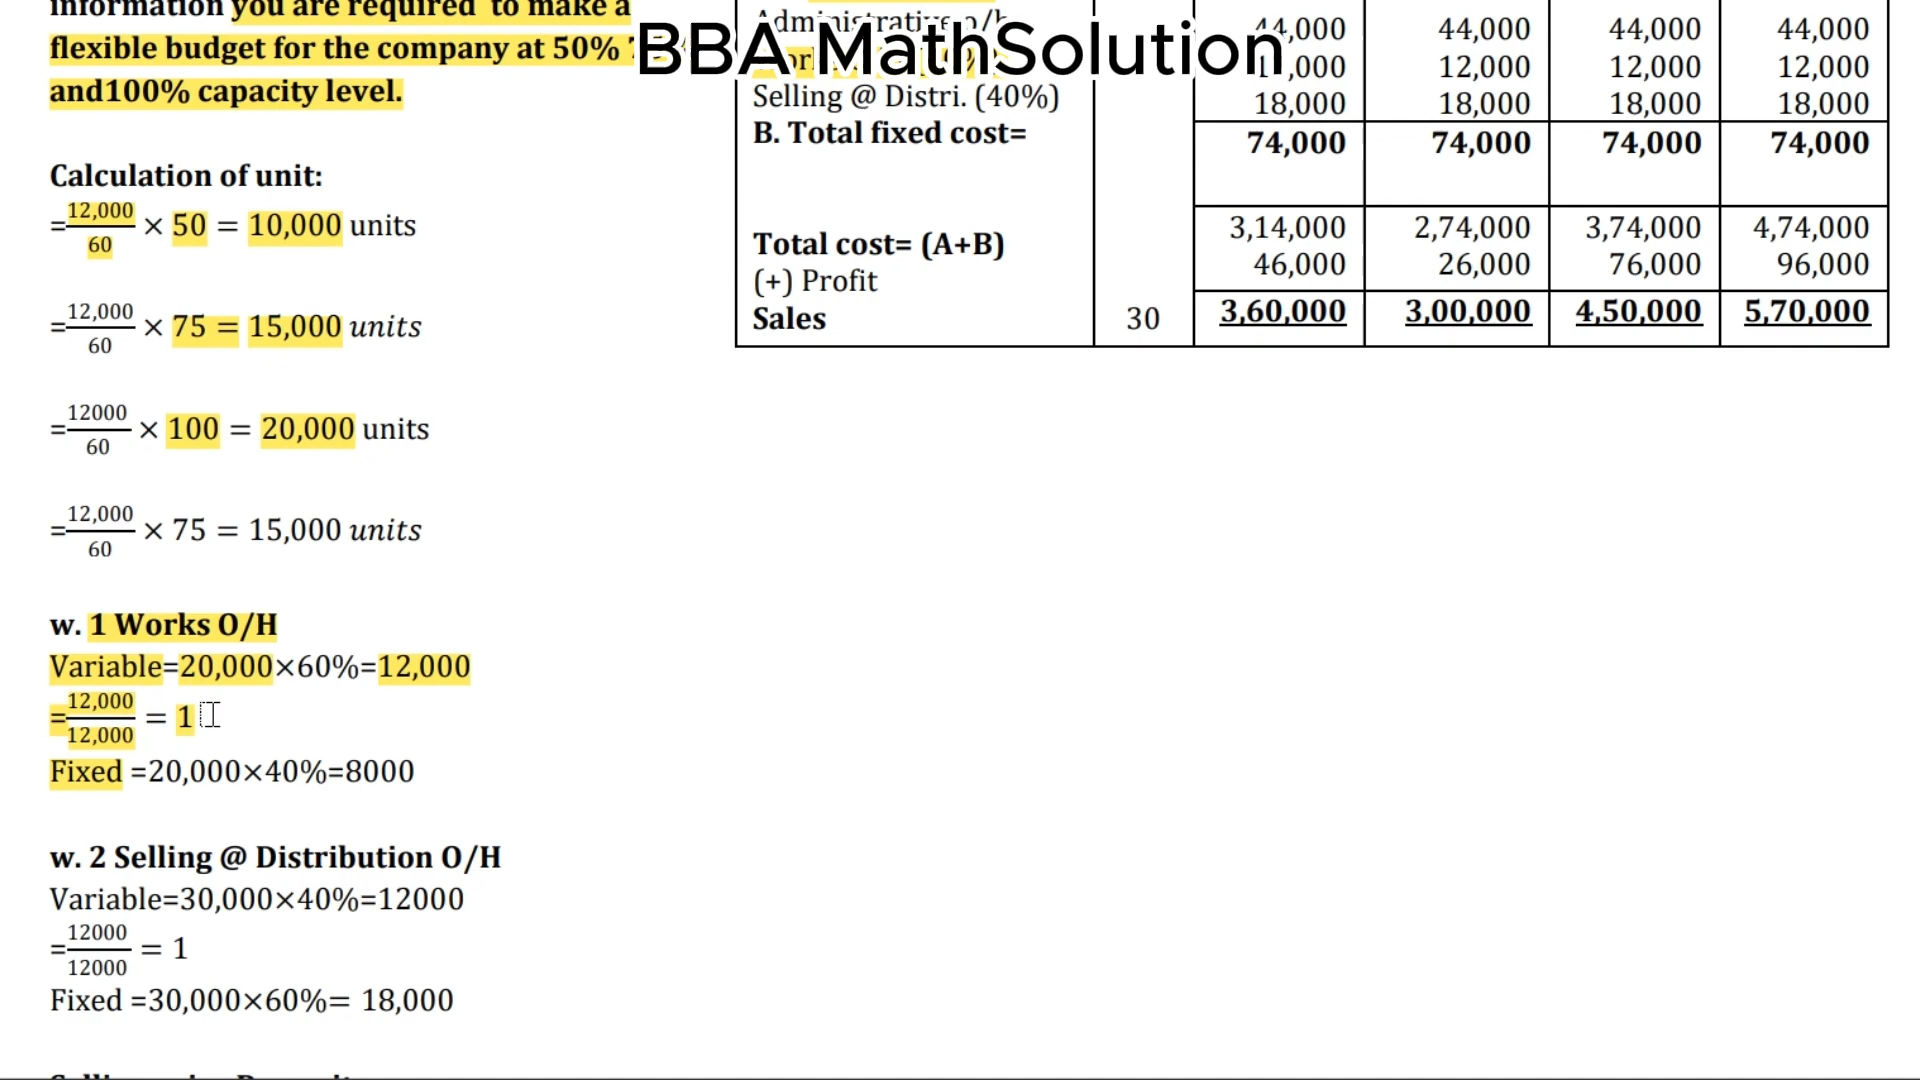 information you are required to make a
flexible budget for the company at 50%
and100% capacity level.
BBA MathSolution
Calculation of unit:
=12,000/60 × 50 = 10,000 units
=12,000/60 × 75 = 15,000 units
=12000/60 × 100 = 20,000 units
=12,000/60 × 75 = 15,000 units
w. 1 Works O/H
Variable=20,000×60%=12,000
=12,000/12,000 = 1
Fixed =20,000×40%=8000
w. 2 Selling @ Distribution O/H
Variable=30,000×40%=12000
=12000/12000 = 1
Fixed =30,000×60%= 18,000
Administrative o/h 44,000 44,000 44,000 44,000
12,000 12,000 12,000
Selling @ Distri. (40%) 18,000 18,000 18,000 18,000
B. Total fixed cost= 74,000 74,000 74,000 74,000
Total cost= (A+B) 3,14,000 2,74,000 3,74,000 4,74,000
(+) Profit 46,000 26,000 76,000 96,000
Sales 30 3,60,000 3,00,000 4,50,000 5,70,000